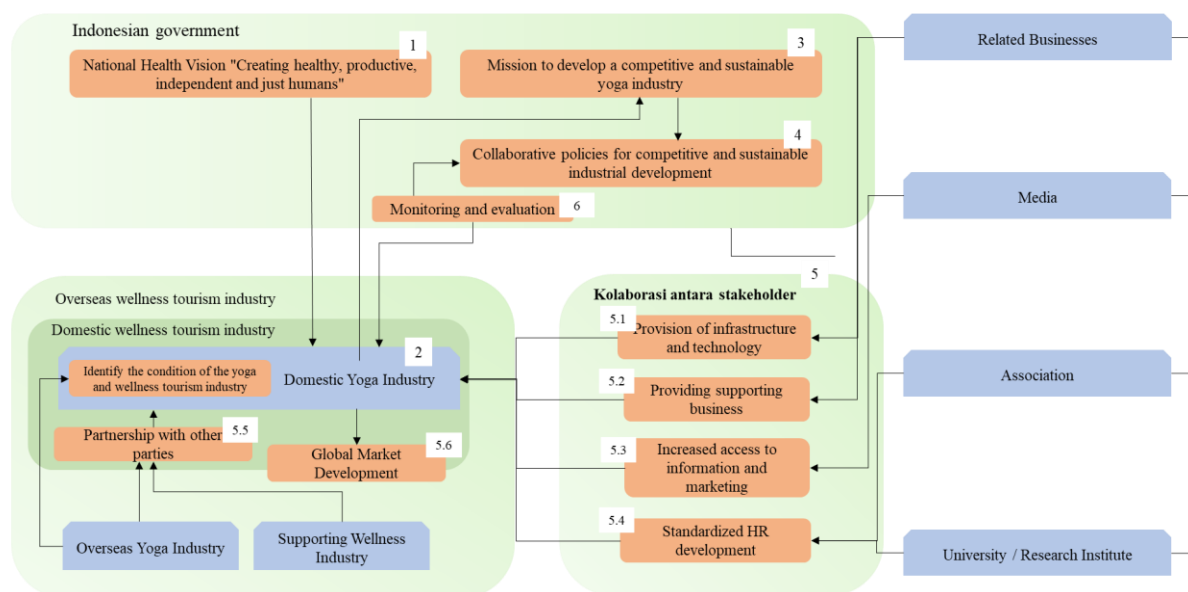 Indonesian government
1
National Health Vision "Creating healthy, productive,
independent and just humans"
3
Mission to develop a competitive and sustainable
yoga industry
4
Collaborative policies for competitive and sustainable
industrial development
Monitoring and evaluation
6
Related Businesses
Media
Association
University / Research Institute
Overseas wellness tourism industry
Domestic wellness tourism industry
2
Identify the condition of the yoga
and wellness tourism industry
Domestic Yoga Industry
5.5
Partnership with other
parties
5.6
Global Market
Development
Overseas Yoga Industry
Supporting Wellness
Industry
5
Kolaborasi antara stakeholder
5.1
Provision of infrastructure
and technology
5.2
Providing supporting
business
5.3
Increased access to
information and
marketing
5.4
Standardized HR
development